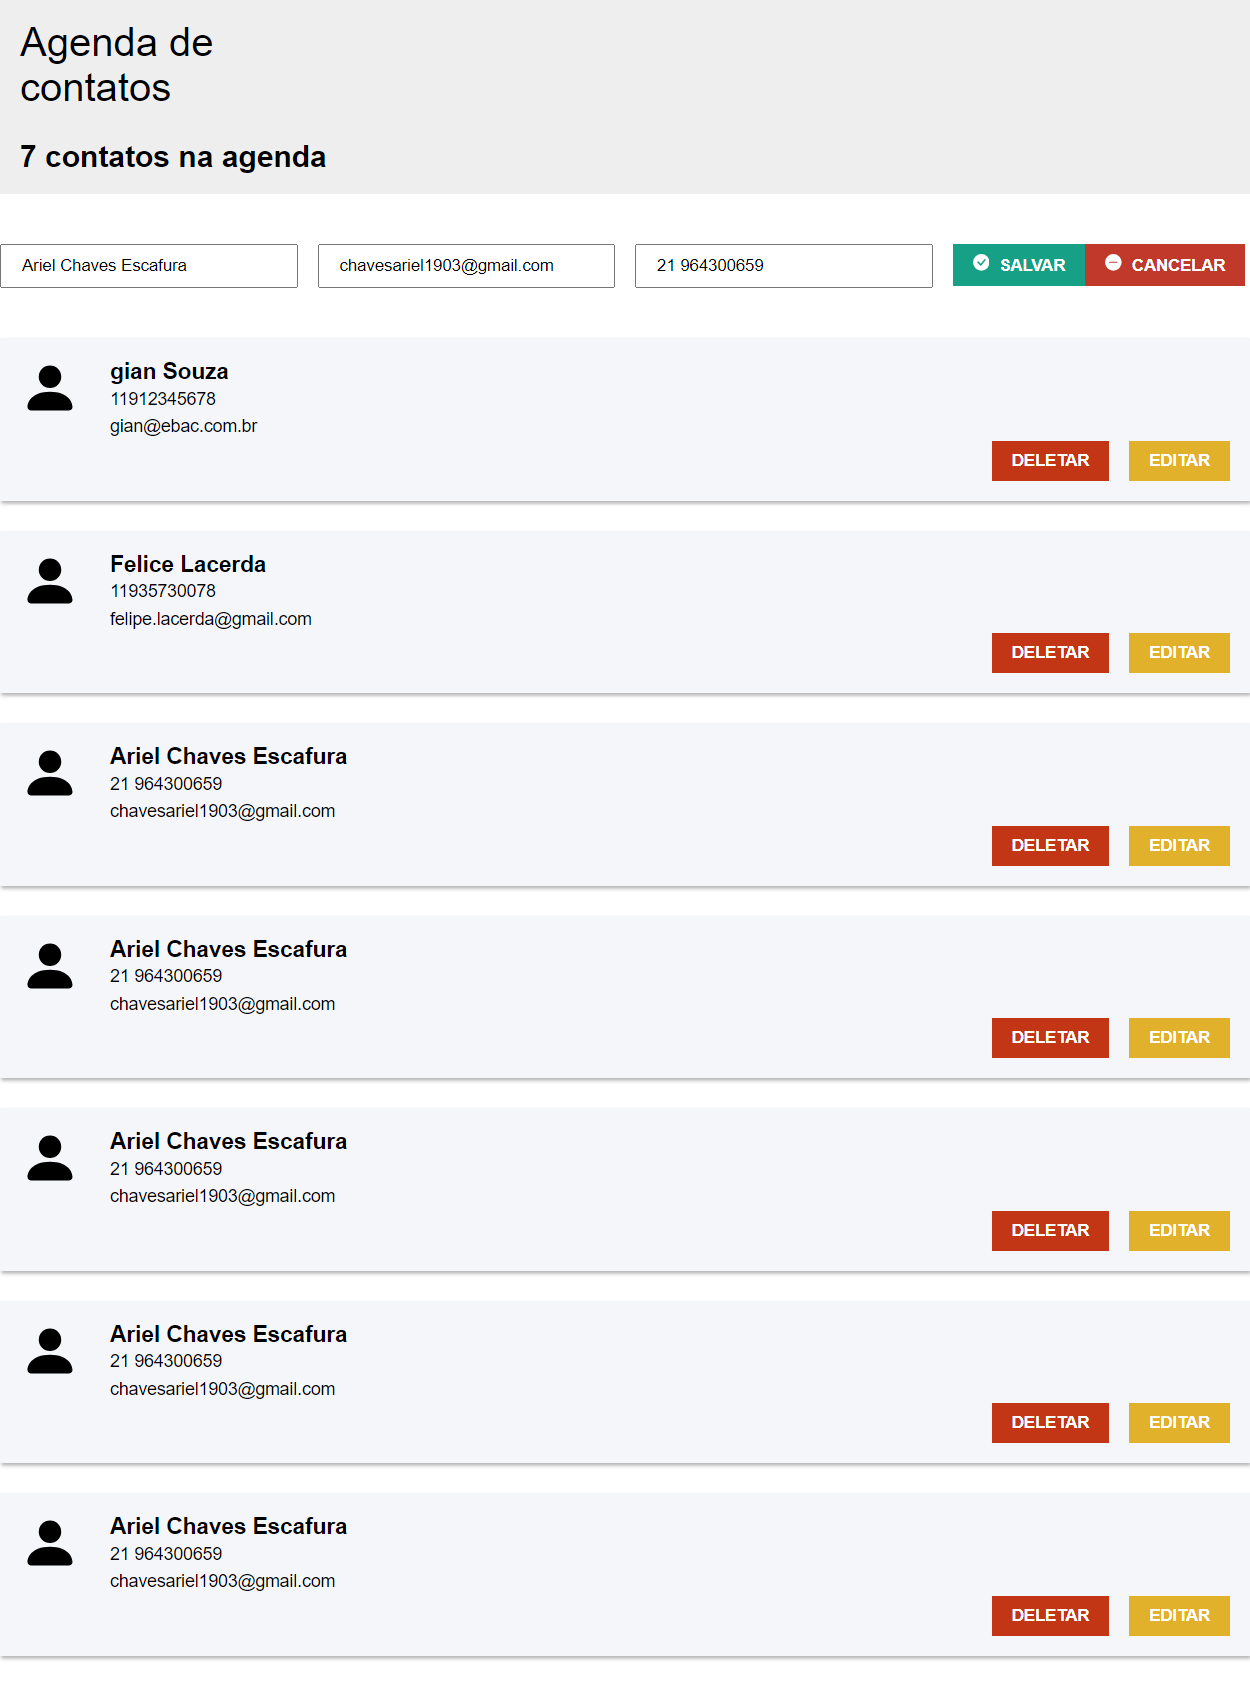 Agenda de
contatos
7 contatos na agenda
Ariel Chaves Escafura chavesariel1903@gmail.com 21 964300659 SALVAR CANCELAR
gian Souza
11912345678
gian@ebac.com.br
DELETAR EDITAR
Felice Lacerda
11935730078
felipe.lacerda@gmail.com
DELETAR EDITAR
Ariel Chaves Escafura
21 964300659
chavesariel1903@gmail.com
DELETAR EDITAR
Ariel Chaves Escafura
21 964300659
chavesariel1903@gmail.com
DELETAR EDITAR
Ariel Chaves Escafura
21 964300659
chavesariel1903@gmail.com
DELETAR EDITAR
Ariel Chaves Escafura
21 964300659
chavesariel1903@gmail.com
DELETAR EDITAR
Ariel Chaves Escafura
21 964300659
chavesariel1903@gmail.com
DELETAR EDITAR